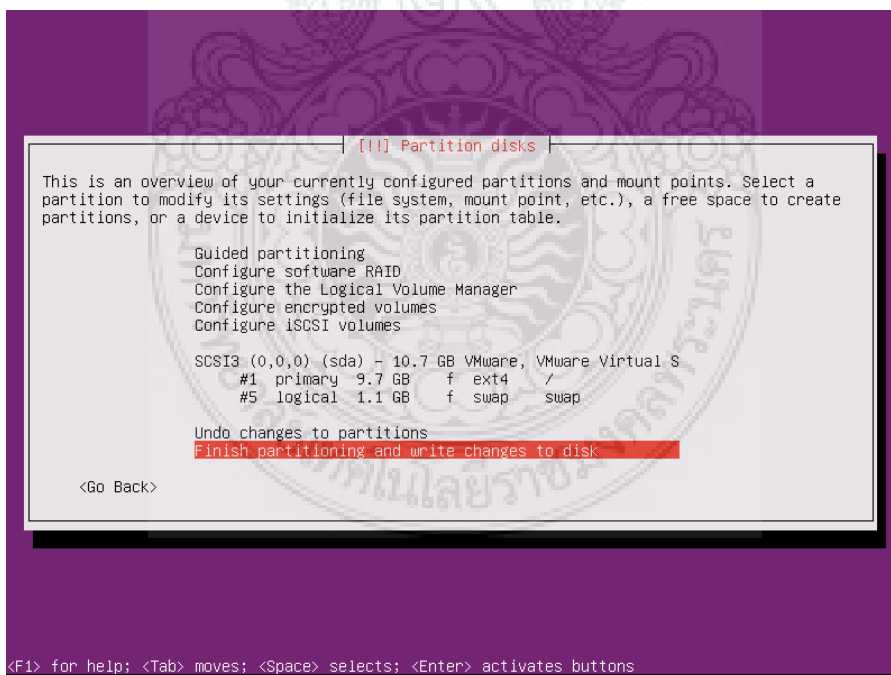 [!!] Partition disks
This is an overview of your currently configured partitions and mount points. Select a
partition to modify its settings (file system, mount point, etc.), a free space to create
partitions, or a device to initialize its partition table.
Guided partitioning
Configure software RAID
Configure the Logical Volume Manager
Configure encrypted volumes
Configure iSCSI volumes
SCSI3 (0,0,0) (sda) - 10.7 GB VMware, VMware Virtual S
#1 primary 9.7 GB f ext4 /
#5 logical 1.1 GB f swap swap
Undo changes to partitions
Finish partitioning and write changes to disk
<Go Back>
<F1> for help; <Tab> moves; <Space> selects; <Enter> activates buttons